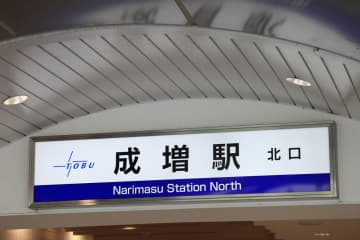 TOBU 成増駅 北口
Narimasu Station North